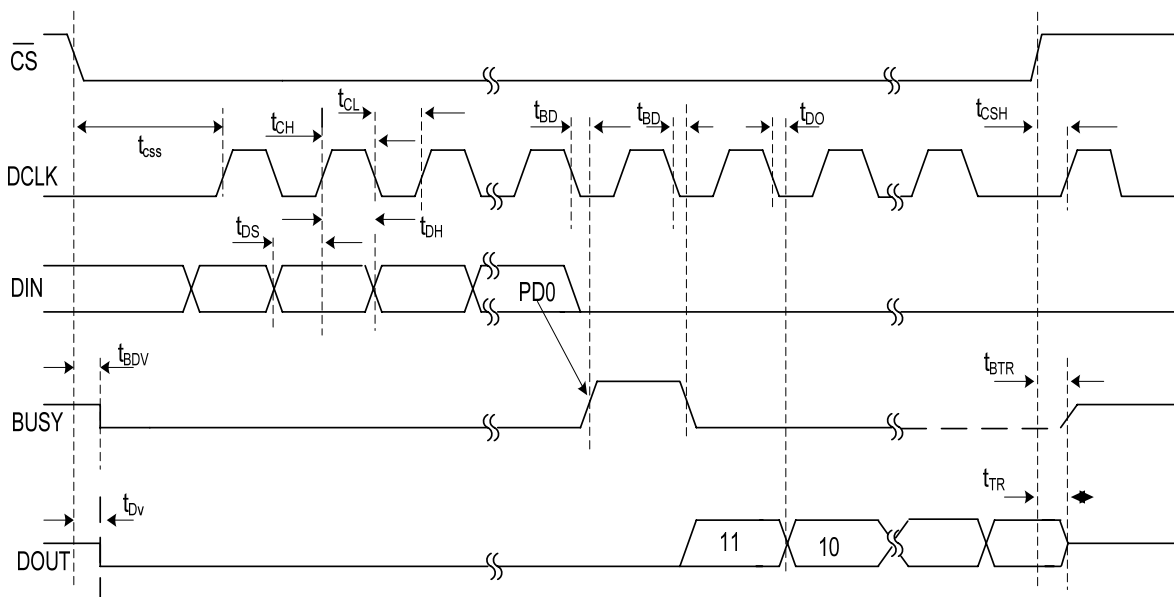 CS
tCL
tCH
tBD
tBD
tDO
tCSH
tcss
DCLK
tDS
tDH
DIN
PD0
tBDV
tBTR
BUSY
tTR
tDv
11
10
DOUT